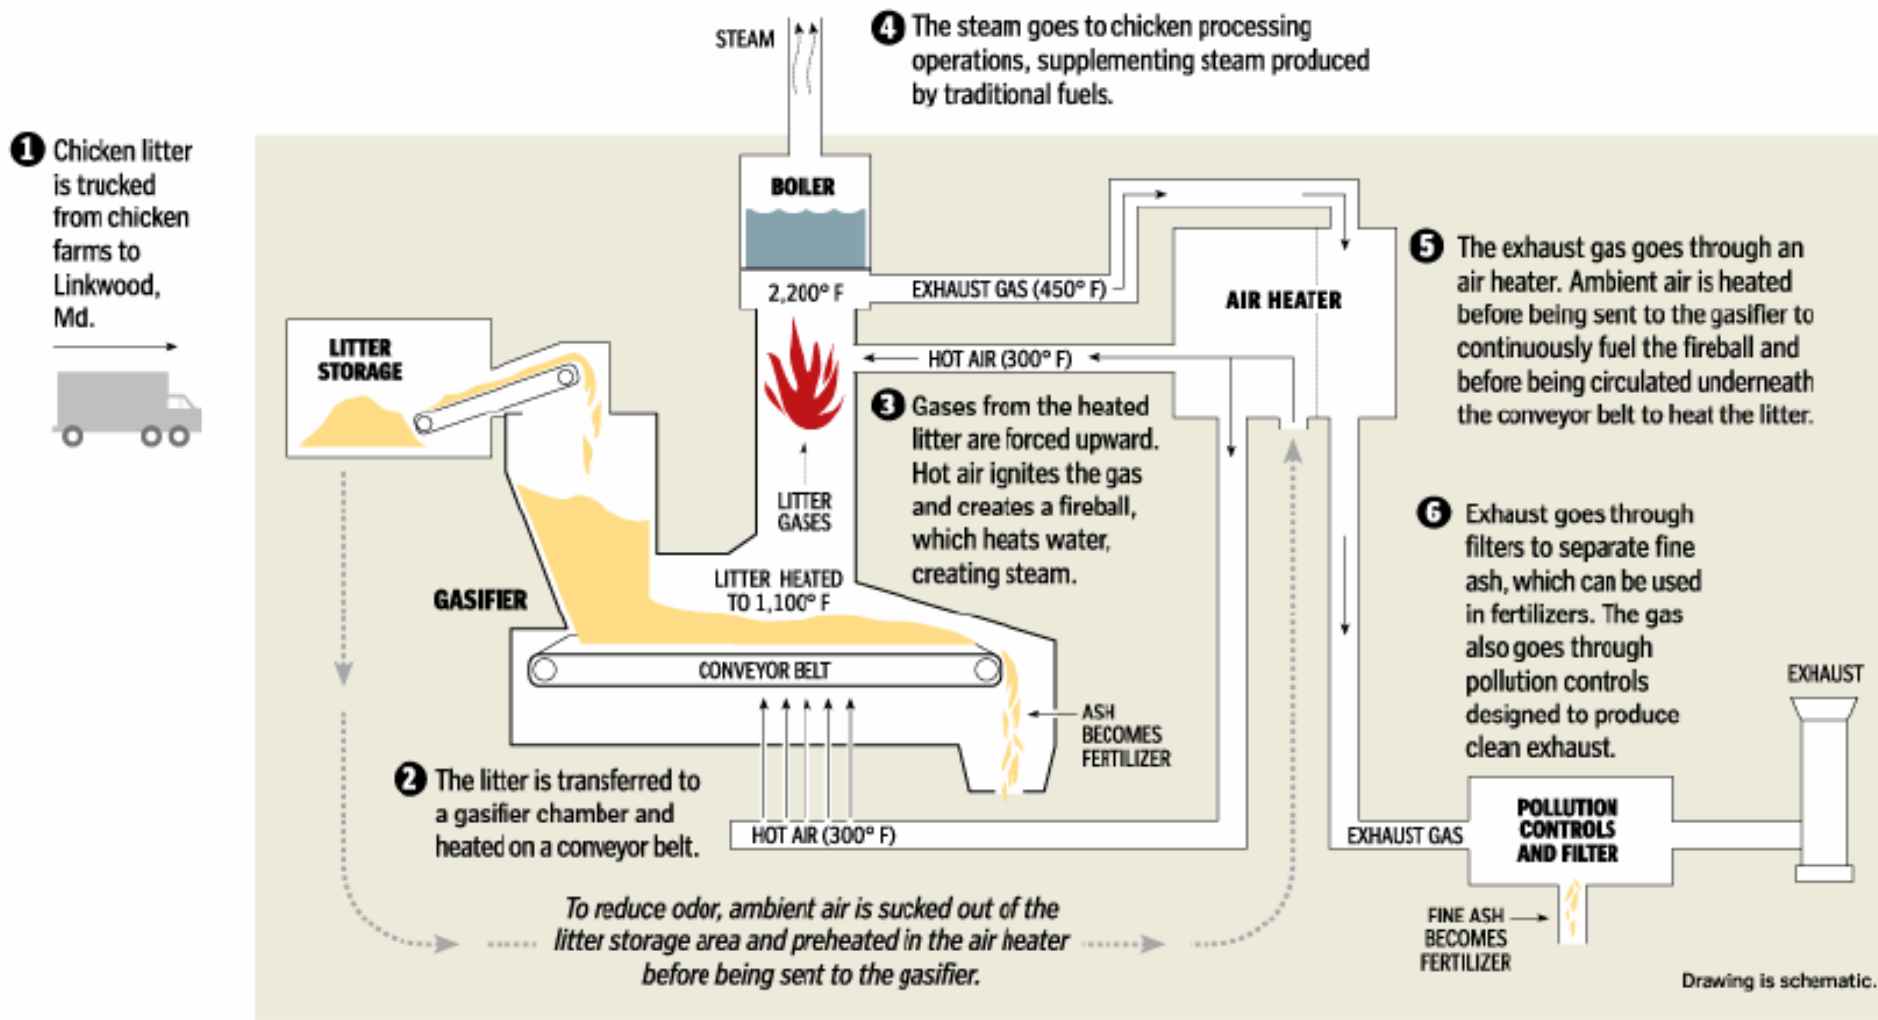 1 Chicken litter
is trucked
from chicken
farms to
Linkwood,
Md.
STEAM
4 The steam goes to chicken processing
operations, supplementing steam produced
by traditional fuels.
BOILER
2,200° F
EXHAUST GAS (450° F)
AIR HEATER
HOT AIR (300° F)
5 The exhaust gas goes through an
air heater. Ambient air is heated
before being sent to the gasifier to
continuously fuel the fireball and
before being circulated underneath
the conveyor belt to heat the litter.
LITTER
STORAGE
3 Gases from the heated
litter are forced upward.
Hot air ignites the gas
and creates a fireball,
which heats water,
creating steam.
LITTER
GASES
LITTER HEATED
TO 1,100° F
GASIFIER
CONVEYOR BELT
ASH
BECOMES
FERTILIZER
2 The litter is transferred to
a gasifier chamber and
heated on a conveyor belt.
HOT AIR (300° F)
6 Exhaust goes through
filters to separate fine
ash, which can be used
in fertilizers. The gas
also goes through
pollution controls
designed to produce
clean exhaust.
EXHAUST
EXHAUST GAS
POLLUTION
CONTROLS
AND FILTER
FINE ASH
BECOMES
FERTILIZER
To reduce odor, ambient air is sucked out of the
litter storage area and preheated in the air heater
before being sent to the gasifier.
Drawing is schematic.